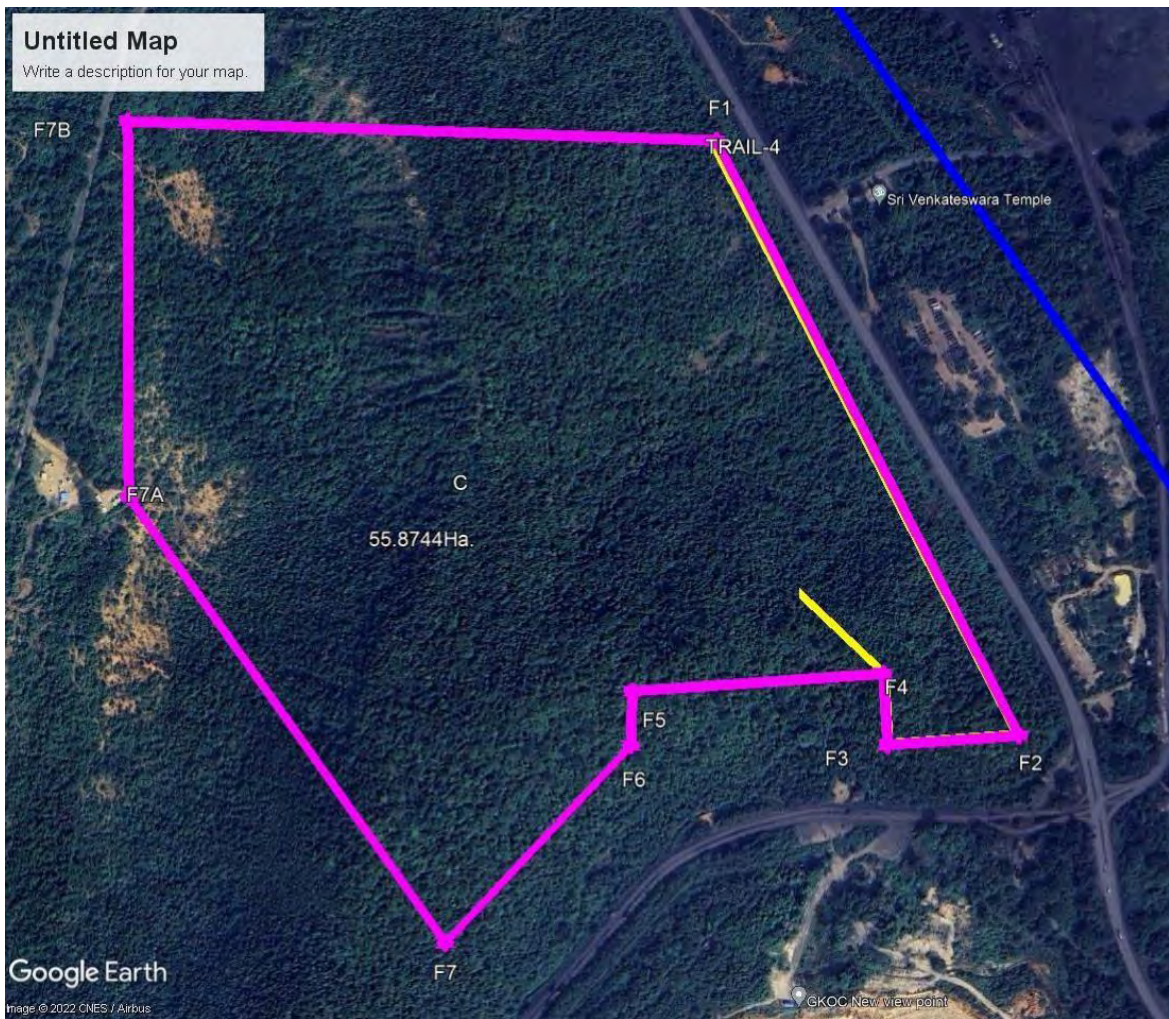 Untitled Map
Write a description for your map.
F7B
F1
TRAIL-4
Sri Venkateswara Temple
C
F7A
55.8744Ha.
F4
F5
F3
F6
F2
F7
Google Earth
Image © 2022 CNES / Airbus
GKOC New view point